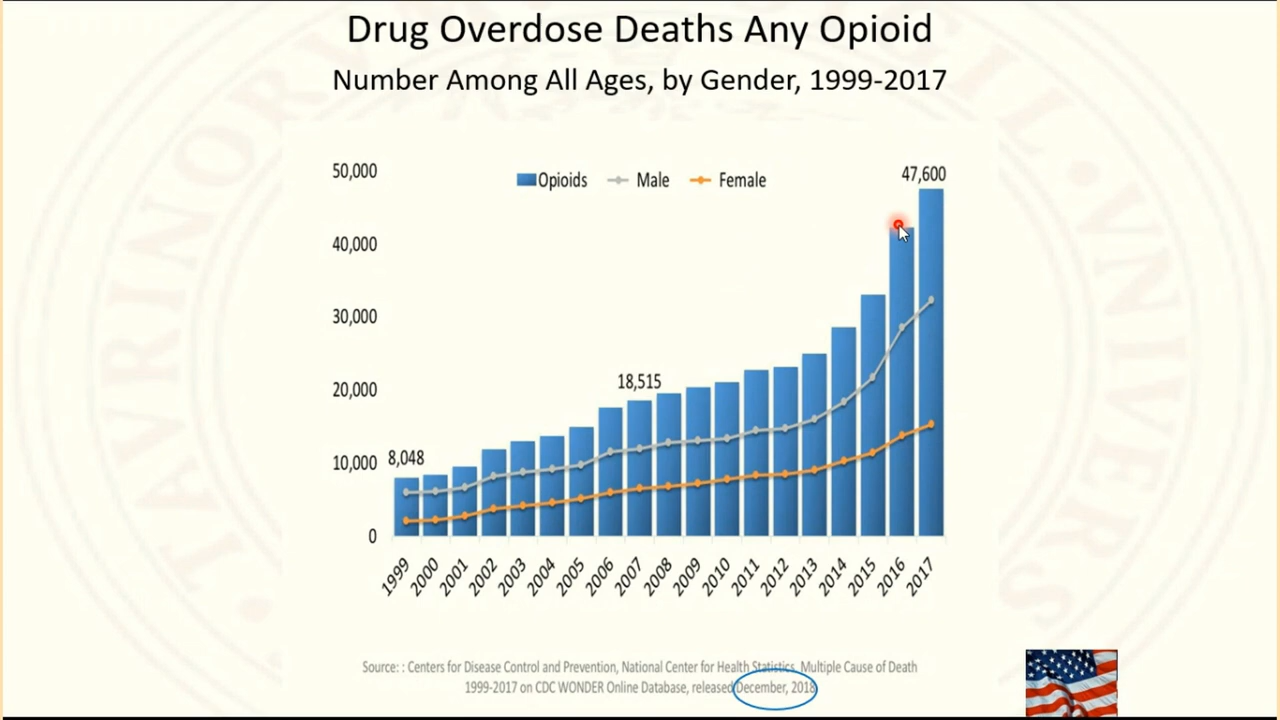 Drug Overdose Deaths Any Opioid
Number Among All Ages, by Gender, 1999-2017
50,000
40,000
30,000
20,000
10,000
0
Opioids Male Female
47,600
18,515
8,048
1999 2000 2001 2002 2003 2004 2005 2006 2007 2008 2009 2010 2011 2012 2013 2014 2015 2016 2017
Source: : Centers for Disease Control and Prevention, National Center for Health Statistics, Multiple Cause of Death
1999-2017 on CDC WONDER Online Database, released December, 2018